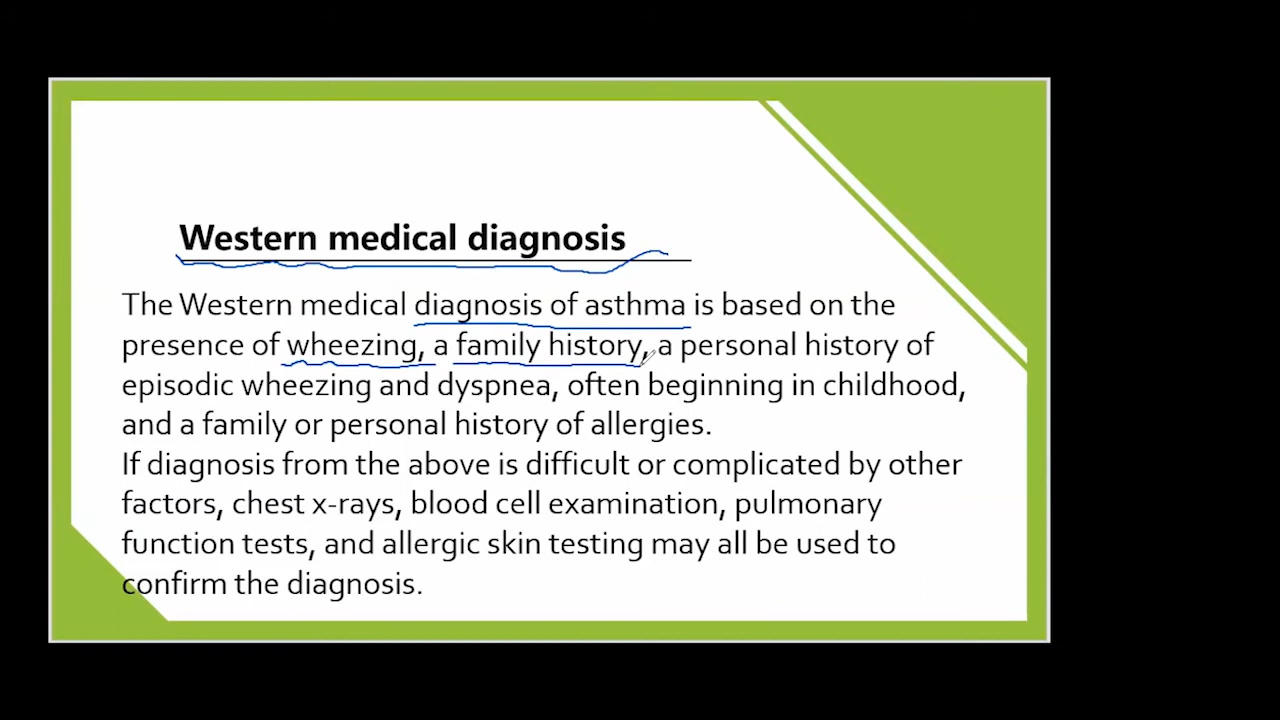 Western medical diagnosis
The Western medical diagnosis of asthma is based on the
presence of wheezing, a family history, a personal history of
episodic wheezing and dyspnea, often beginning in childhood,
and a family or personal history of allergies.
If diagnosis from the above is difficult or complicated by other
factors, chest x-rays, blood cell examination, pulmonary
function tests, and allergic skin testing may all be used to
confirm the diagnosis.